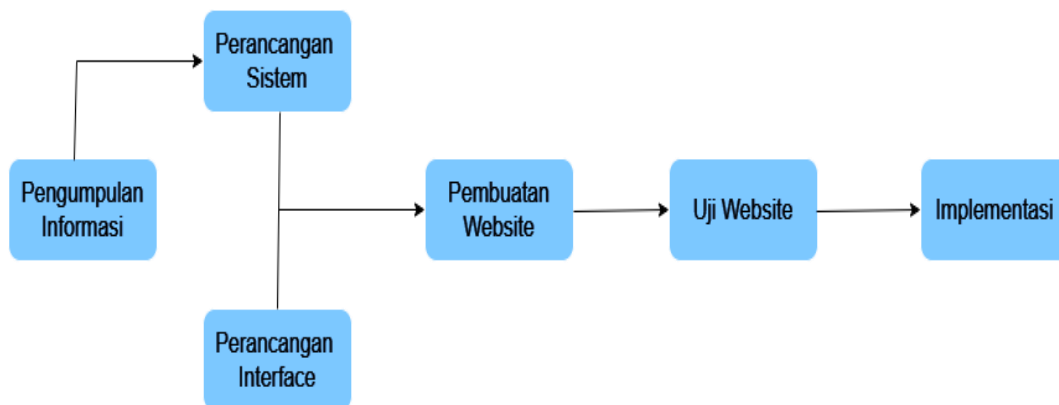 Perancangan
Sistem
Pengumpulan
Informasi
Pembuatan
Website
Uji Website
Implementasi
Perancangan
Interface